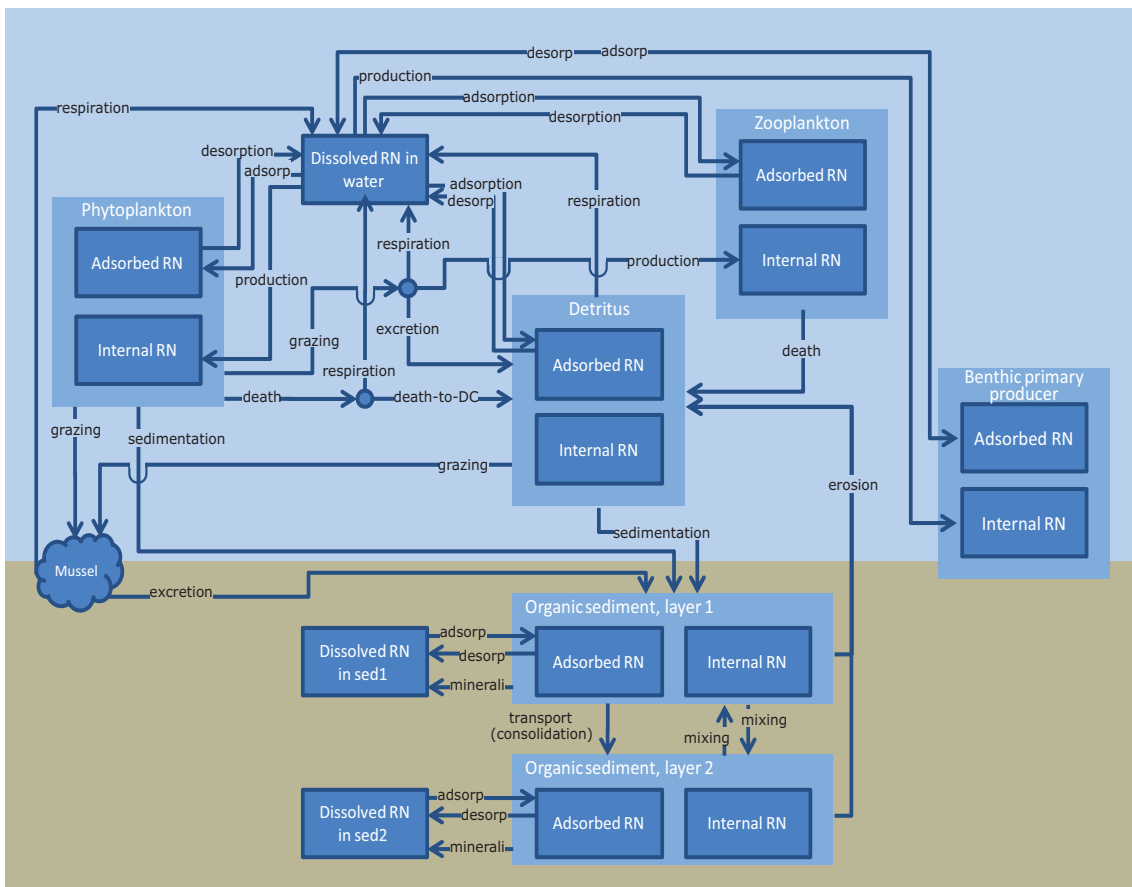 desorp
adsorp
production
respiration
adsorption
desorption
Zooplankton
Dissolved RN in
water
desorption
adsorp
Adsorbed RN
adsorption
desorp
respiration
Phytoplankton
respiration
Adsorbed RN
production
production
Internal RN
Detritus
excretion
grazing
Internal RN
Adsorbed RN
death
respiration
Benthic primary
producer
death
death-to-DC
Adsorbed RN
grazing
sedimentation
Internal RN
grazing
erosion
Internal RN
sedimentation
Mussel
excretion
Organic sediment, layer 1
adsorp
Dissolved RN
in sed1
desorp
Adsorbed RN
Internal RN
minerali
transport
(consolidation)
mixing
mixing
Organic sediment, layer 2
adsorp
Dissolved RN
in sed2
desorp
Adsorbed RN
Internal RN
minerali